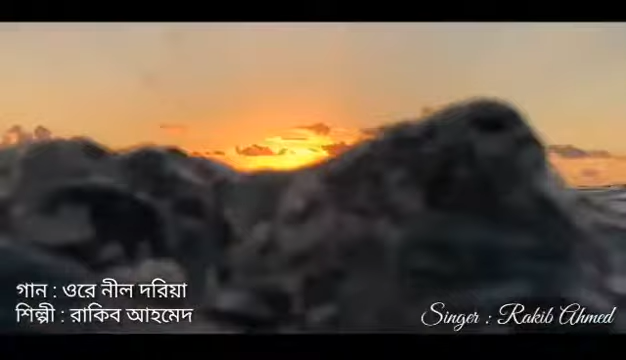 গান : ওরে নীল দরিয়া
শিল্পী : রাকিব আহমেদ
Singer : Rakib Ahmed